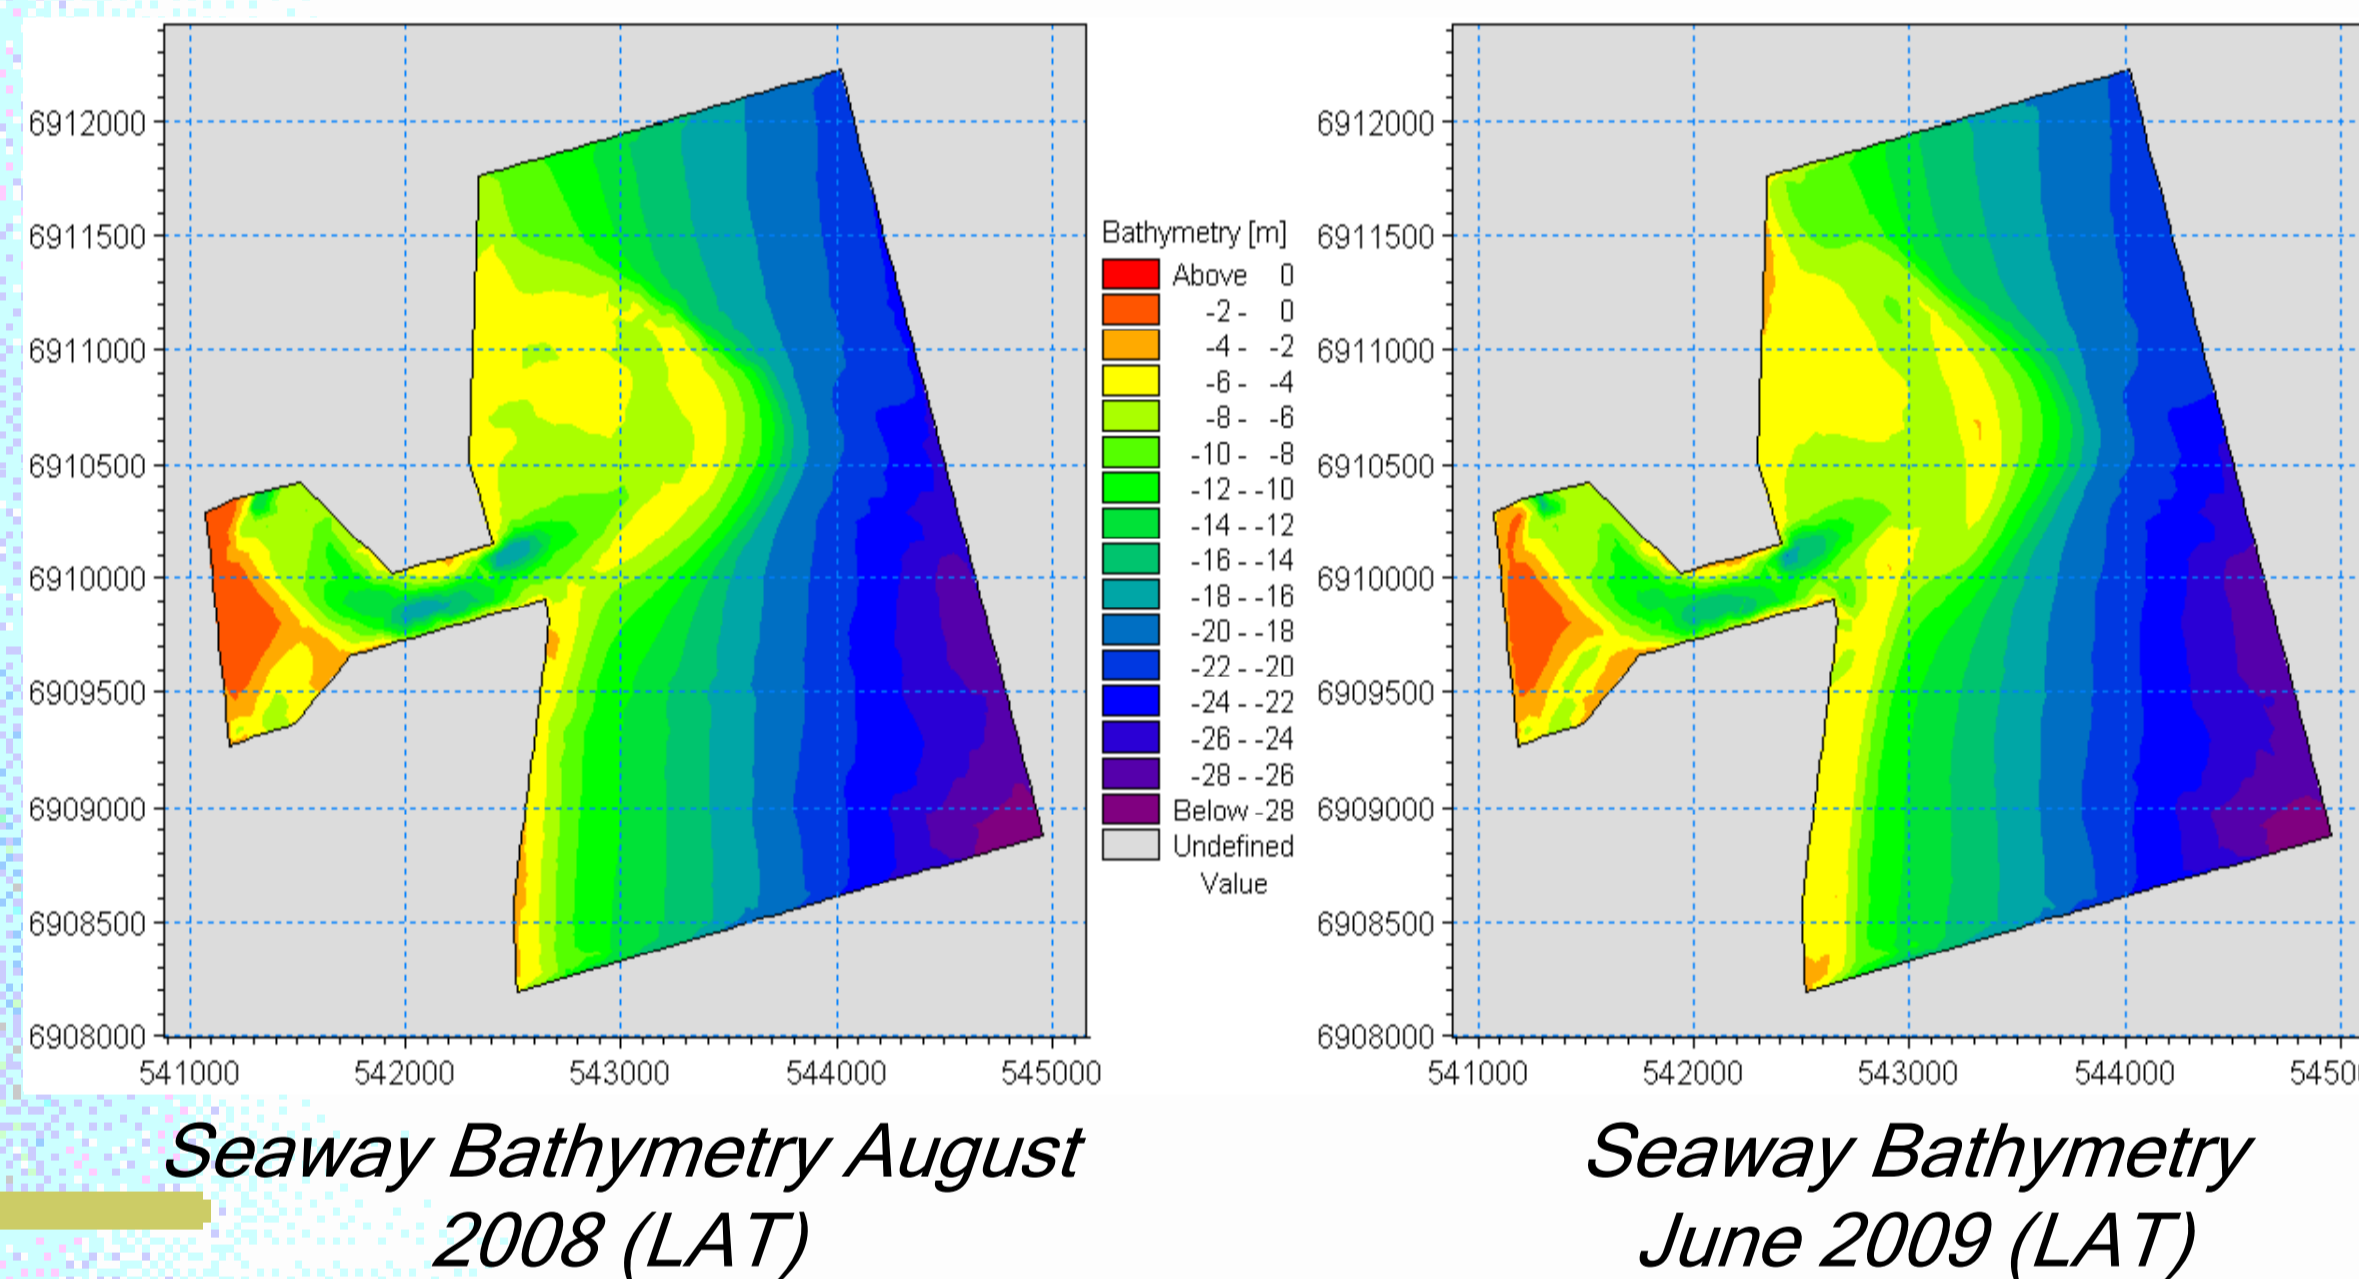 6912000
6911500
6911000
6910500
6910000
6909500
6909000
6908500
6908000
541000 542000 543000 544000 545000
Bathymetry [m]
Above 0
-2 - 0
-4 - -2
-6 - -4
-8 - -6
-10 - -8
-12 - -10
-14 - -12
-16 - -14
-18 - -16
-20 - -18
-22 - -20
-24 - -22
-26 - -24
-28 - -26
Below -28
Undefined
Value
6912000
6911500
6911000
6910500
6910000
6909500
6909000
6908500
6908000
541000 542000 543000 544000 5450
Seaway Bathymetry August
2008 (LAT)
Seaway Bathymetry
June 2009 (LAT)